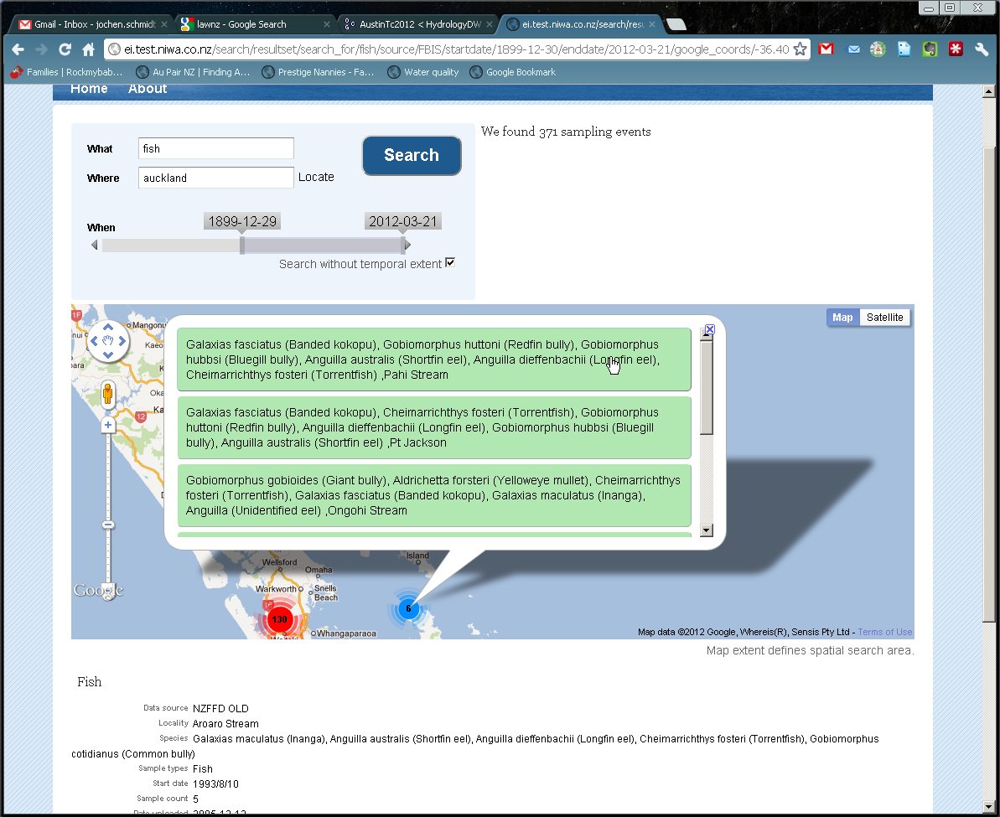 Gmail - Inbox - jochen.schmidt
lawnz - Google Search
AustinTc2012 < HydrologyDW
ei.test.niwa.co.nz/search/resu
ei.test.niwa.co.nz/search/resultset/search_for/fish/source/FBIS/startdate/1899-12-30/enddate/2012-03-21/google_coords/-36.40
Families | Rockmybab...
Au Pair NZ | Finding A...
Prestige Nannies - Fa...
Water quality
Google Bookmark
Home About
We found 371 sampling events
What fish
Search
Where auckland Locate
1899-12-29 2012-03-21
When
Search without temporal extent
1F
Mangonu
Kaeo
Map Satellite
Galaxias fasciatus (Banded kokopu), Gobiomorphus huttoni (Redfin bully), Gobiomorphus
hubbsi (Bluegill bully), Anguilla australis (Shortfin eel), Anguilla dieffenbachii (Longfin eel),
Cheimarrichthys fosteri (Torrentfish) ,Pahi Stream
Oka
Ka
12
Galaxias fasciatus (Banded kokopu), Cheimarrichthys fosteri (Torrentfish), Gobiomorphus
huttoni (Redfin bully), Anguilla dieffenbachii (Longfin eel), Gobiomorphus hubbsi (Bluegill
bully), Anguilla australis (Shortfin eel) ,Pt Jackson
Gobiomorphus gobioides (Giant bully), Aldrichetta forsteri (Yelloweye mullet), Cheimarrichthys
fosteri (Torrentfish), Galaxias fasciatus (Banded kokopu), Galaxias maculatus (Inanga),
Anguilla (Unidentified eel) ,Ongohi Stream
Island
Wellsford
Omaha
Warkworth
Snells
Beach
Google
130
6
Whangaparaoa
Map data ©2012 Google, Whereis(R), Sensis Pty Ltd - Terms of Use
Map extent defines spatial search area.
Fish
Data source NZFFD OLD
Locality Aroaro Stream
Species Galaxias maculatus (Inanga), Anguilla australis (Shortfin eel), Anguilla dieffenbachii (Longfin eel), Cheimarrichthys fosteri (Torrentfish), Gobiomorphus
cotidianus (Common bully)
Sample types Fish
Start date 1993/8/10
Sample count 5
Date uploaded 2005-12-12